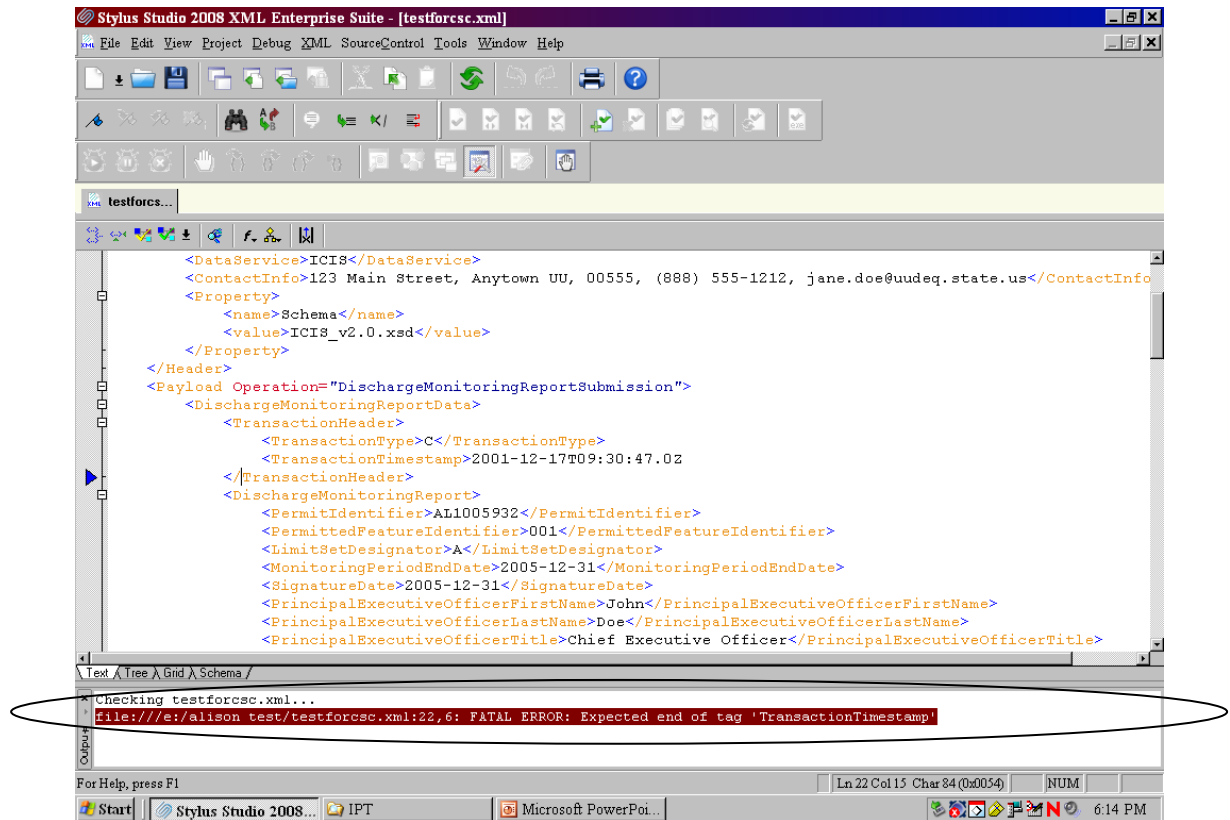 Stylus Studio 2008 XML Enterprise Suite - [testforcsc.xml]
File Edit View Project Debug XML SourceControl Tools Window Help
testforcs...
<DataService>ICIS</DataService>
<ContactInfo>123 Main Street, Anytown UU, 00555, (888) 555-1212, jane.doe@uudeq.state.us</ContactInfo
<Property>
<name>Schema</name>
<value>ICIS_v2.0.xsd</value>
</Property>
</Header>
<Payload Operation="DischargeMonitoringReportSubmission">
<DischargeMonitoringReportData>
<TransactionHeader>
<TransactionType>C</TransactionType>
<TransactionTimestamp>2001-12-17T09:30:47.0Z
</TransactionHeader>
<DischargeMonitoringReport>
<PermitIdentifier>AL1005932</PermitIdentifier>
<PermittedFeatureIdentifier>001</PermittedFeatureIdentifier>
<LimitSetDesignator>A</LimitSetDesignator>
<MonitoringPeriodEndDate>2005-12-31</MonitoringPeriodEndDate>
<SignatureDate>2005-12-31</SignatureDate>
<PrincipalExecutiveOfficerFirstName>John</PrincipalExecutiveOfficerFirstName>
<PrincipalExecutiveOfficerLastName>Doe</PrincipalExecutiveOfficerLastName>
<PrincipalExecutiveOfficerTitle>Chief Executive Officer</PrincipalExecutiveOfficerTitle>
Text Tree Grid Schema
Checking testforcsc.xml...
file:///e:/alison test/testforcsc.xml:22,6: FATAL ERROR: Expected end of tag 'TransactionTimestamp'
For Help, press F1
Ln 22 Col 15 Char 84 (0x0054) NUM
Start Stylus Studio 2008... IPT Microsoft PowerPoi... 6:14 PM